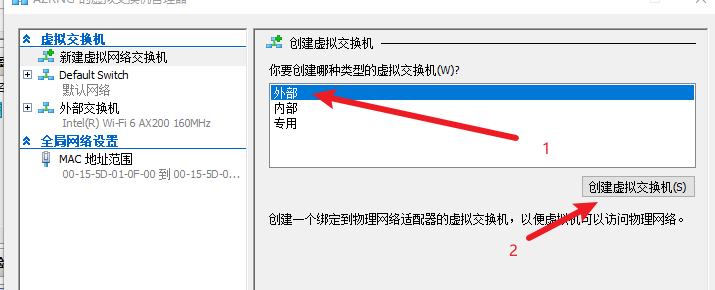 AZRNG 的虚拟交换机管理器
虚拟交换机
新建虚拟网络交换机
Default Switch
默认网络
外部交换机
Intel(R) Wi-Fi 6 AX200 160MHz
全局网络设置
MAC 地址范围
00-15-5D-01-0F-00 到 00-15-5D-0...
创建虚拟交换机
你要创建哪种类型的虚拟交换机(W)?
外部
内部
专用
1
创建虚拟交换机(S)
创建一个绑定到物理网络适配器的虚拟交换机，以便虚拟机可以访问物理网络。
2